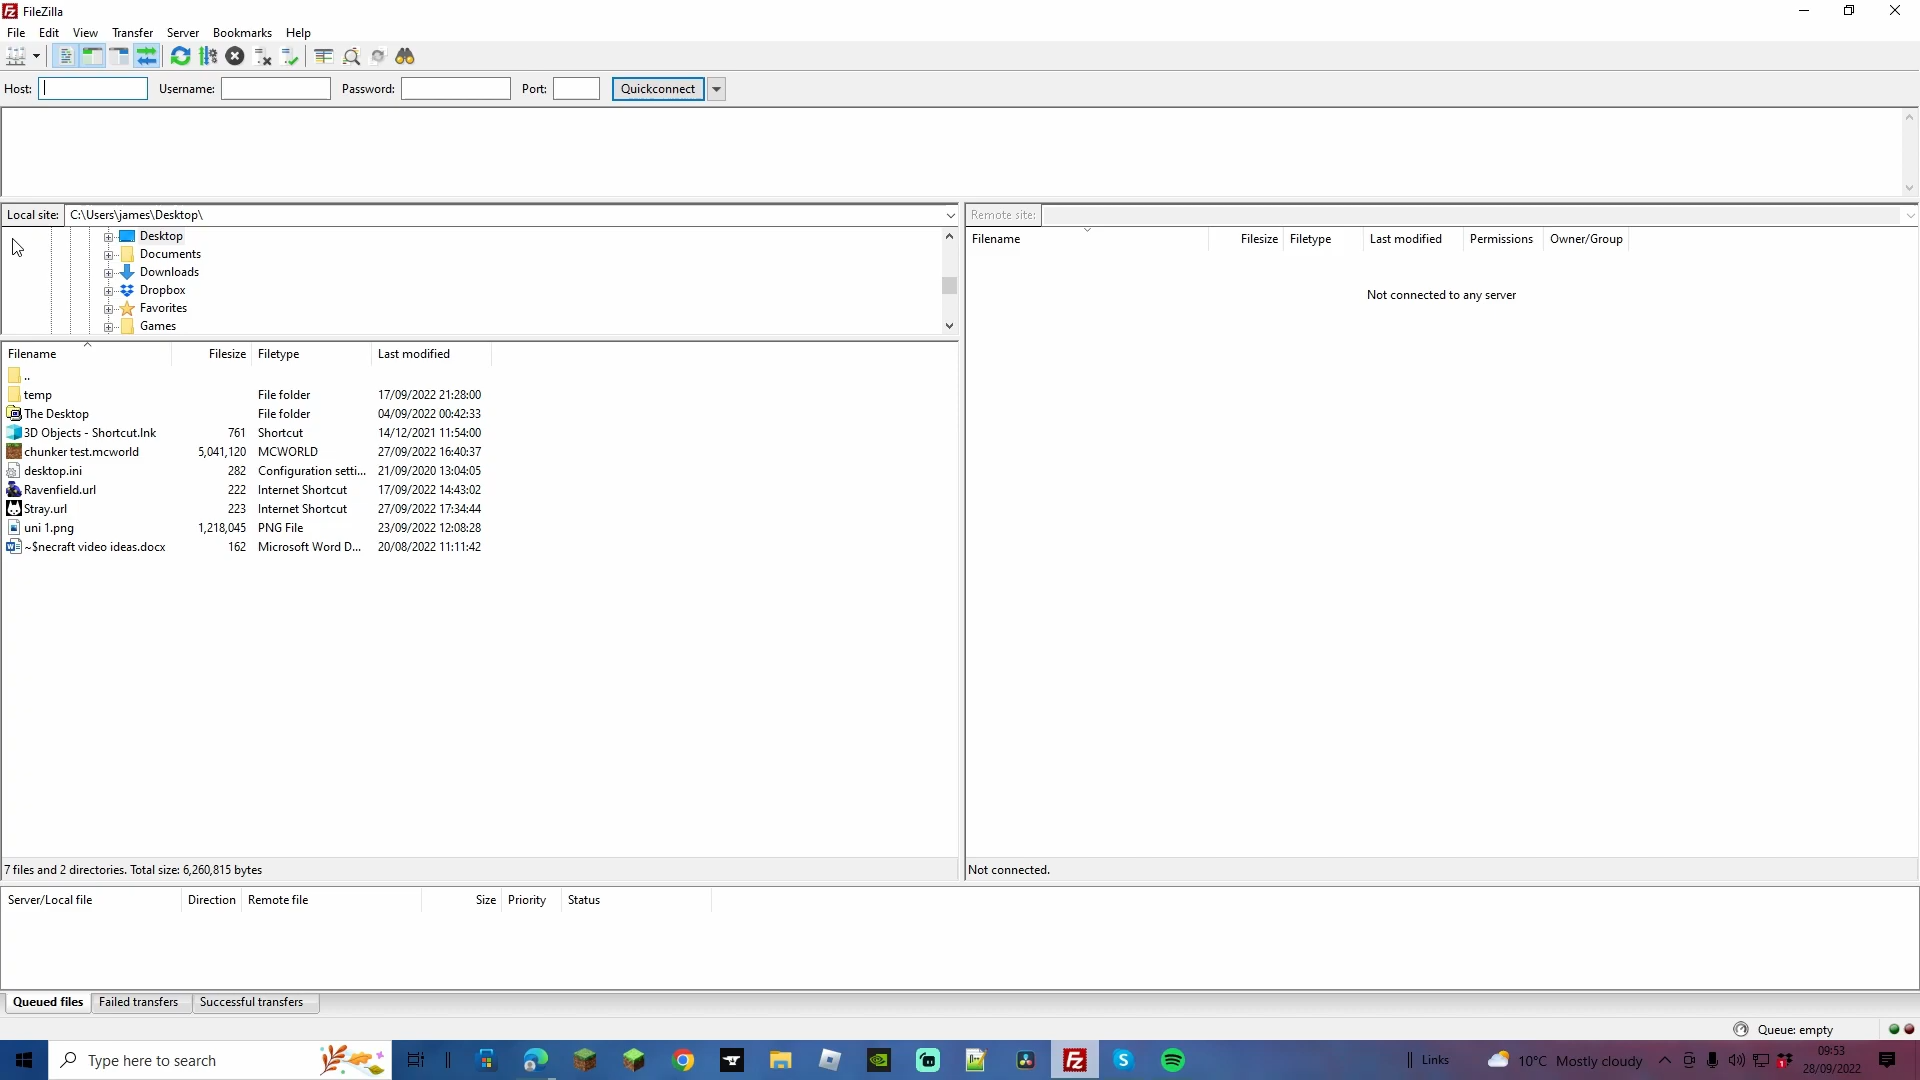 FileZilla
File Edit View Transfer Server Bookmarks Help
Host: Username: Password: Port: Quickconnect
Local site: C:\Users\james\Desktop\
Desktop
Documents
Downloads
Dropbox
Favorites
Games
Remote site:
Filename Filesize Filetype Last modified Permissions Owner/Group
Not connected to any server
Filename Filesize Filetype Last modified
..
temp File folder 17/09/2022 21:28:00
The Desktop File folder 04/09/2022 00:42:33
3D Objects - Shortcut.lnk 761 Shortcut 14/12/2021 11:54:00
chunker test.mcworld 5,041,120 MCWORLD 27/09/2022 16:40:37
desktop.ini 282 Configuration setti... 21/09/2020 13:04:05
Ravenfield.url 222 Internet Shortcut 17/09/2022 14:43:02
Stray.url 223 Internet Shortcut 27/09/2022 17:34:44
uni 1.png 1,218,045 PNG File 23/09/2022 12:08:28
~$necraft video ideas.docx 162 Microsoft Word D... 20/08/2022 11:11:42
7 files and 2 directories. Total size: 6,260,815 bytes
Not connected.
Server/Local file Direction Remote file Size Priority Status
Queued files Failed transfers Successful transfers
Queue: empty
Type here to search
Links
10°C Mostly cloudy
09:53
28/09/2022